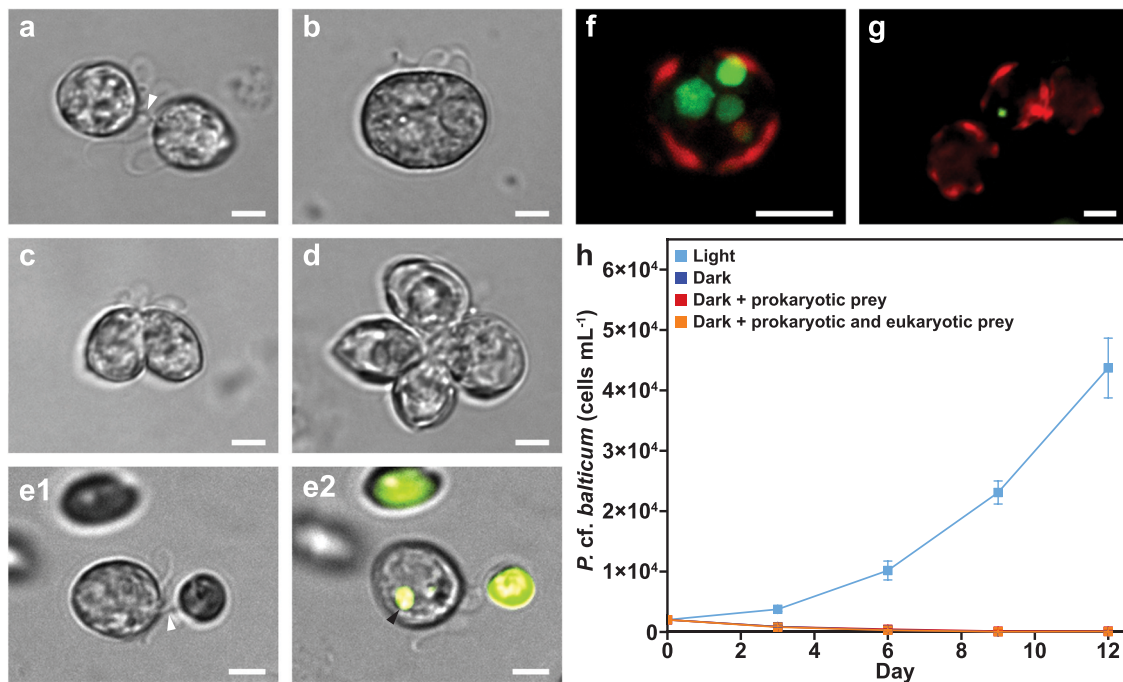 a
b
c
d
e1
e2
f
g
h
Light
Dark
Dark + prokaryotic prey
Dark + prokaryotic and eukaryotic prey
P. cf. balticum (cells mL⁻¹)
6×10⁴
5×10⁴
4×10⁴
3×10⁴
2×10⁴
1×10⁴
0
0 2 4 6 8 10 12
Day